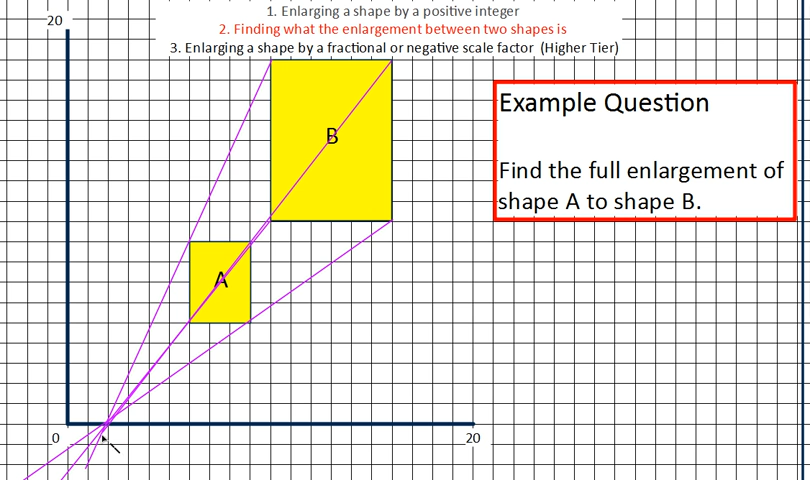 1. Enlarging a shape by a positive integer
20
2. Finding what the enlargement between two shapes is
3. Enlarging a shape by a fractional or negative scale factor (Higher Tier)
Example Question
B
Find the full enlargement of
shape A to shape B.
A
0
20